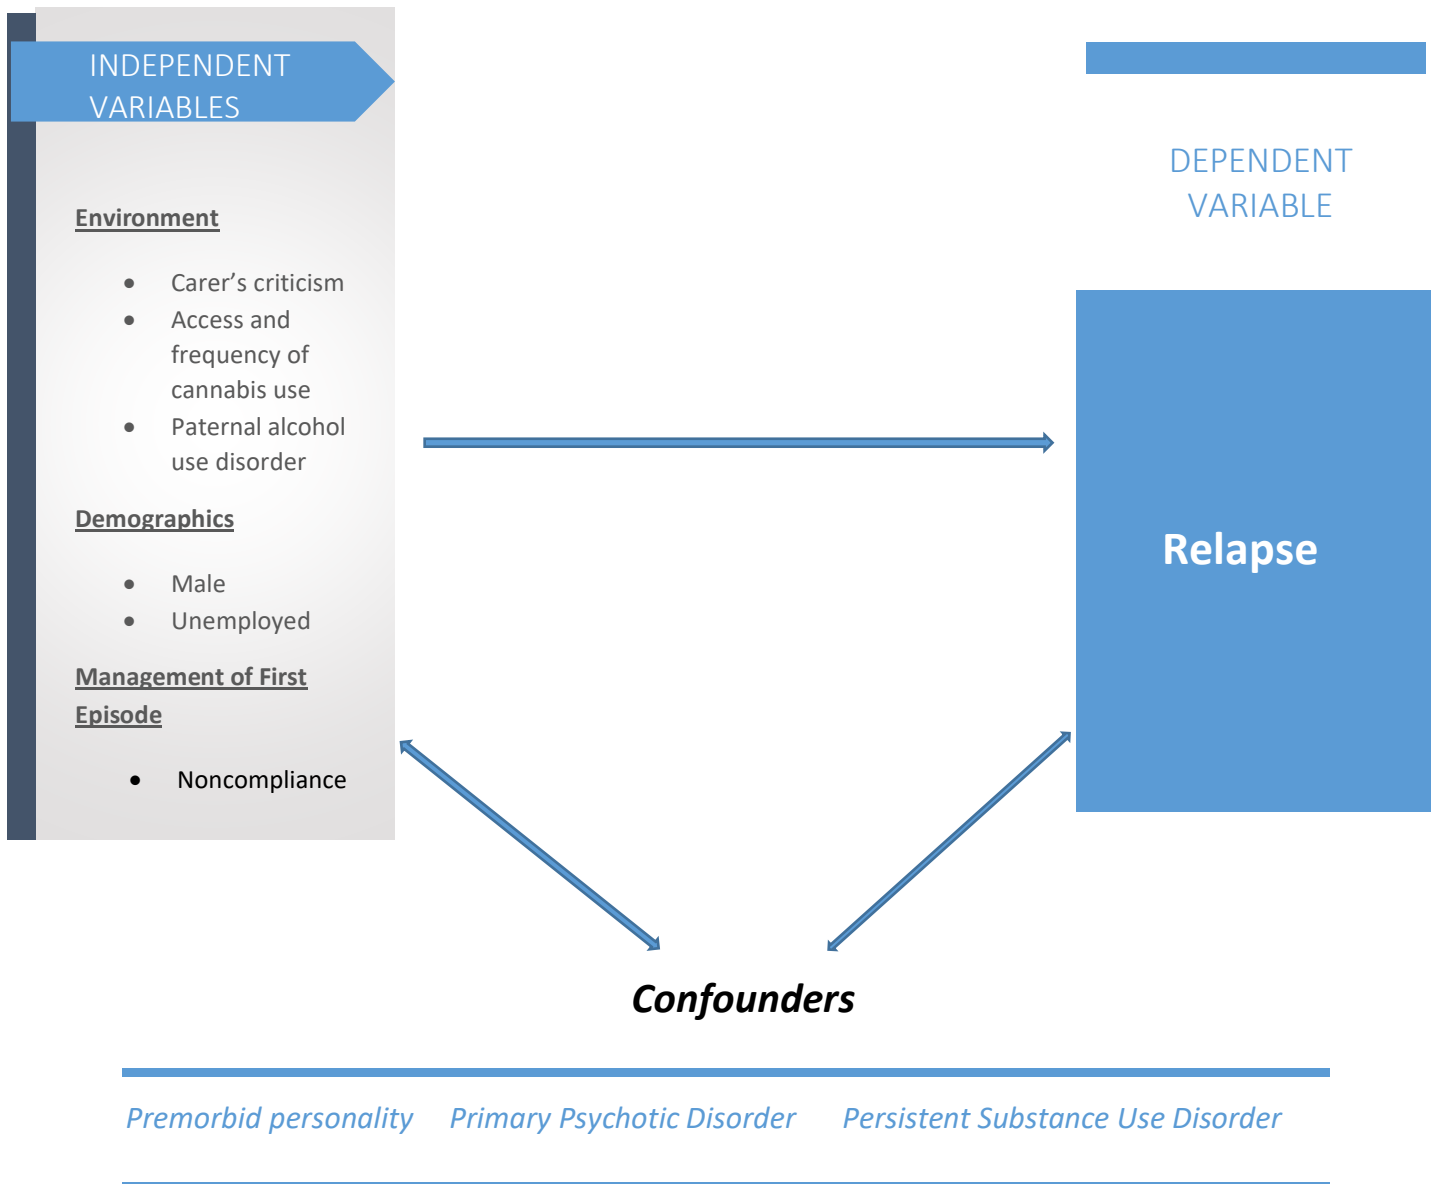 INDEPENDENT
VARIABLES
Environment
• Carer’s criticism
• Access and
frequency of
cannabis use
• Paternal alcohol
use disorder
Demographics
• Male
• Unemployed
Management of First
Episode
• Noncompliance
DEPENDENT
VARIABLE
Relapse
Confounders
Premorbid personality Primary Psychotic Disorder Persistent Substance Use Disorder